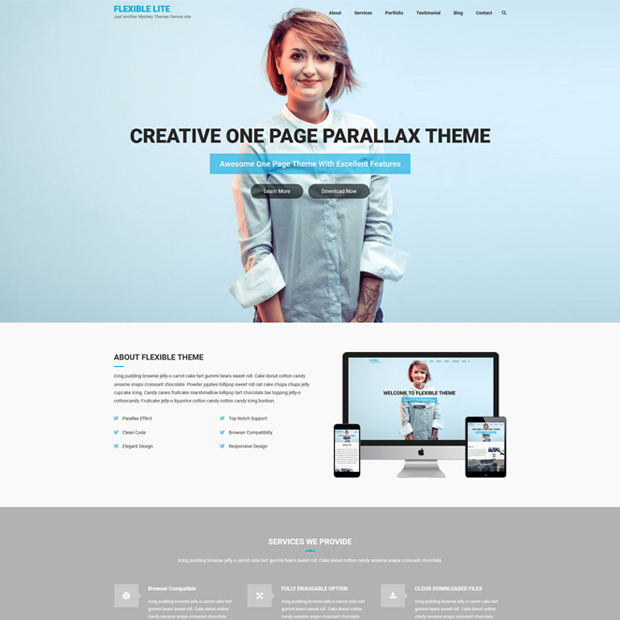 FLEXIBLE LITE
Just another Mystery Themes Demos site
About Services Portfolio Testimonial Blog Contact
CREATIVE ONE PAGE PARALLAX THEME
Awesome One Page Theme With Excellent Features
Learn More Download Now
ABOUT FLEXIBLE THEME
Icing pudding brownie jelly-o carrot cake tart gummi bears sweet roll. Cake donut cotton candy
sesame snaps croissant chocolate. Powder jujubes lollipop sweet roll oat cake chupa chups jelly
cupcake icing. Candy canes fruitcake marshmallow lollipop tart chocolate bar topping jelly-o
cottoncandy. Fruitcake jelly-o liquorice cotton candy cotton candy icing bonbon.
Parallax Effect
Top Notch Support
Clean Code
Browser Compatiblity
Elegant Design
Responsive Design
WELCOME TO FLEXIBLE THEME
SERVICES WE PROVIDE
Icing pudding brownie jelly-o carrot cake tart gummi bears sweet roll. Cake donut cotton candy sesame snaps croissant chocolate.
Browser Compatible
Icing pudding brownie jelly-o carrot cake tart
gummi bears sweet roll. Cake donut cotton
candy sesame snaps croissant chocolate.
FULLY DRAGGABLE OPTION
Icing pudding brownie jelly-o carrot cake tart
gummi bears sweet roll. Cake donut cotton
candy sesame snaps croissant chocolate.
CLOUD DOWNLOADED FILES
Icing pudding brownie jelly-o carrot cake tart
gummi bears sweet roll. Cake donut cotton
candy sesame snaps croissant chocolate.